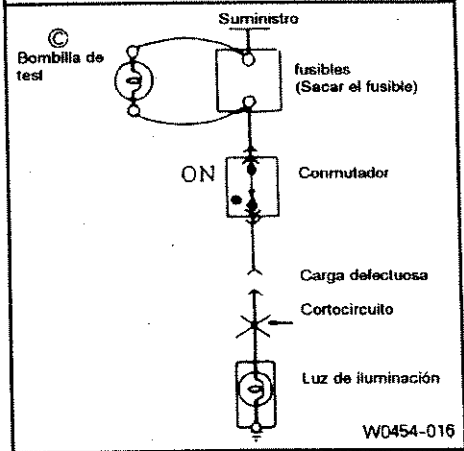 Suministro
©
Bombilla de
test
fusibles
(Sacar el fusible)
ON
Conmutador
Carga defectuosa
Cortocircuito
Luz de iluminación
W0454-016